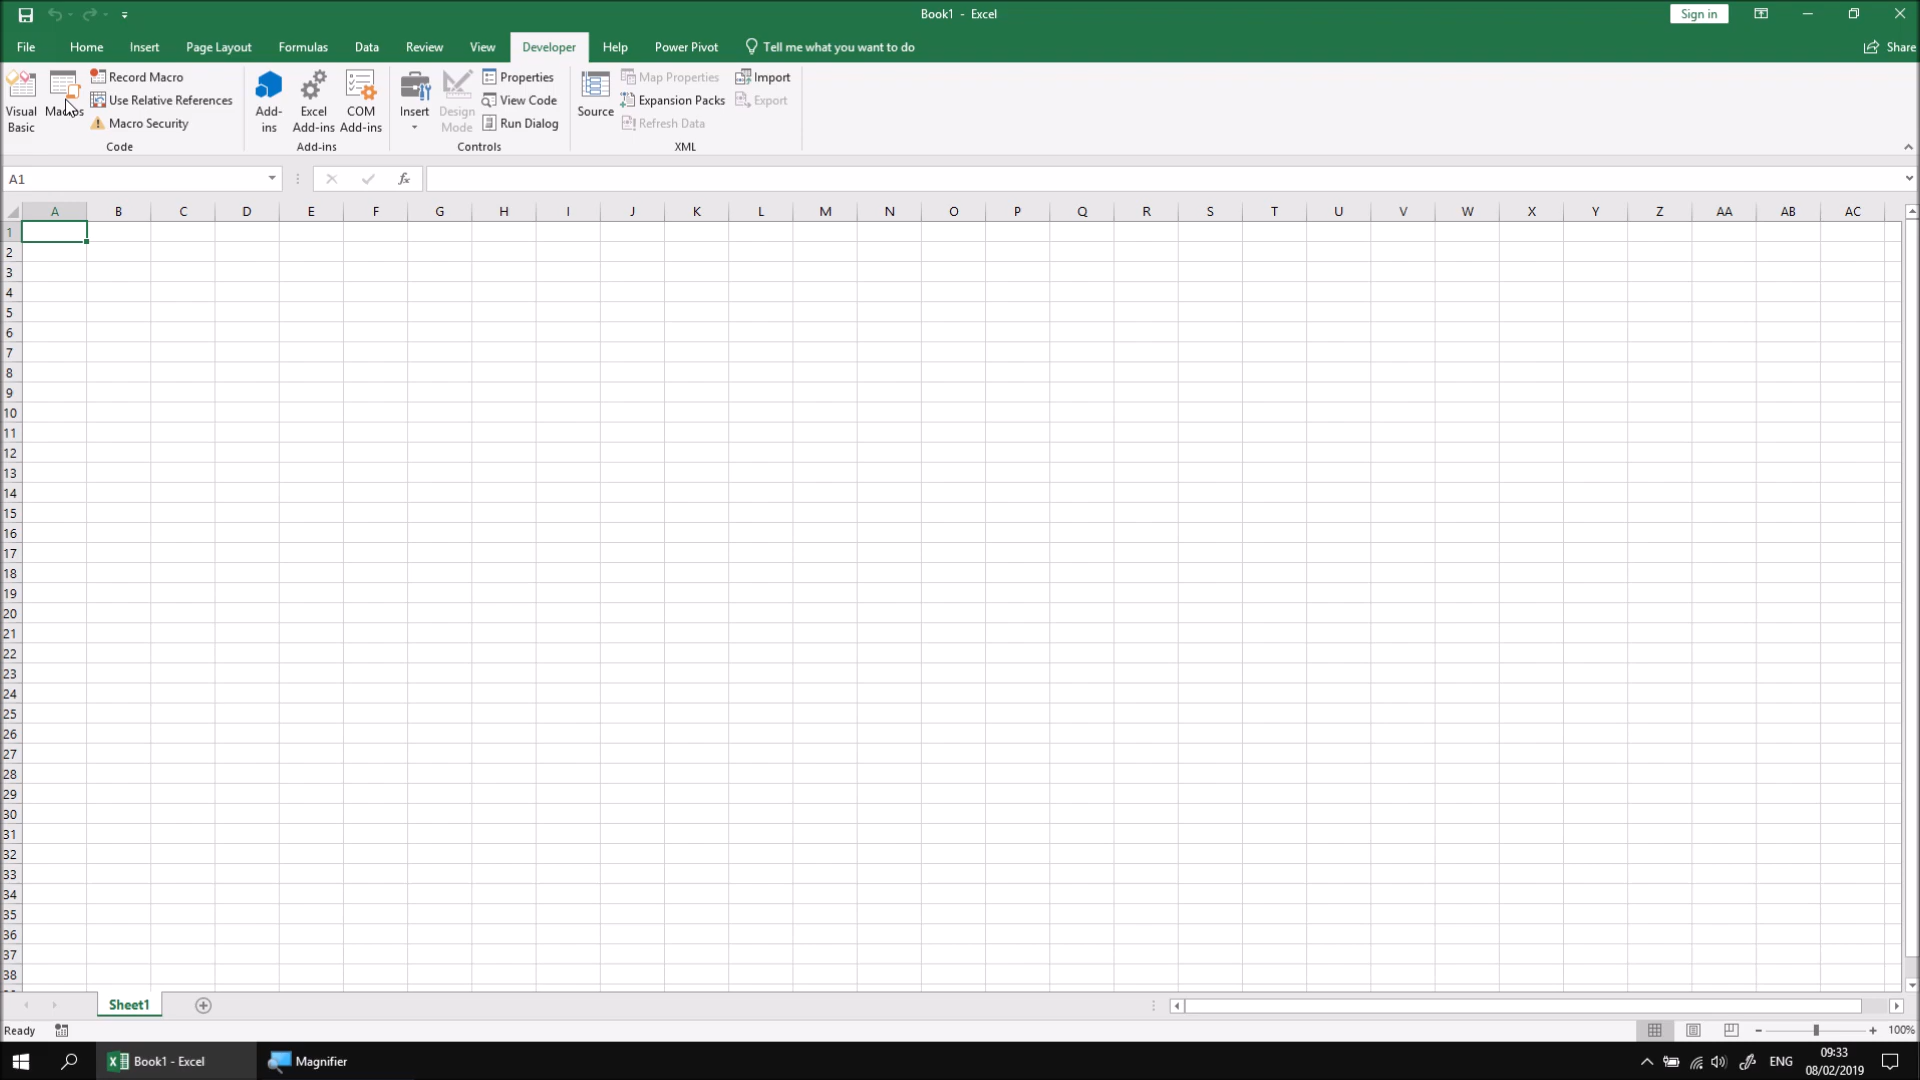 Book1 - Excel
Sign in
File Home Insert Page Layout Formulas Data Review View Developer Help Power Pivot Tell me what you want to do Share
Visual Basic
Macros
Record Macro
Use Relative References
Macro Security
Code
Add-ins
Excel Add-ins
COM Add-ins
Add-ins
Insert
Design Mode
Properties
View Code
Run Dialog
Controls
Source
Map Properties
Expansion Packs
Refresh Data
Import
Export
XML
A1
fx
A B C D E F G H I J K L M N O P Q R S T U V W X Y Z AA AB AC
1
2
3
4
5
6
7
8
9
10
11
12
13
14
15
16
17
18
19
20
21
22
23
24
25
26
27
28
29
30
31
32
33
34
35
36
37
38
Sheet1
Ready
100%
Book1 - Excel
Magnifier
ENG
09:33
08/02/2019